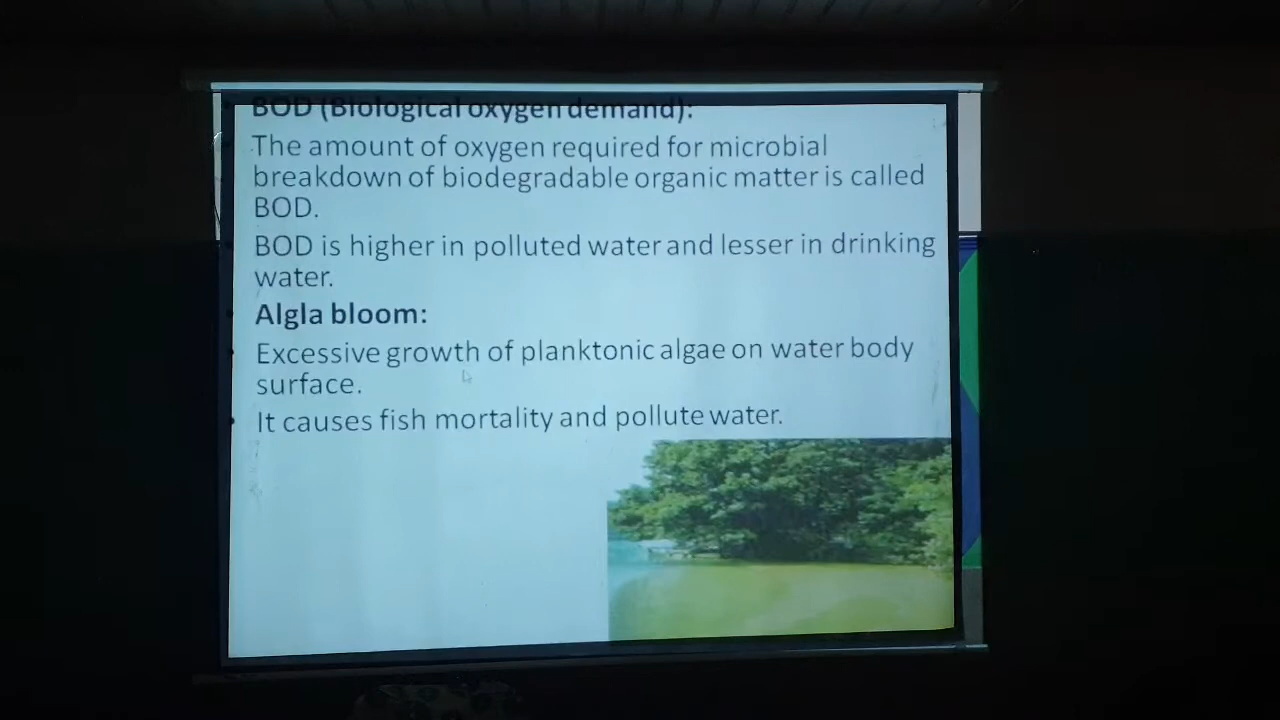 BOD (Biological oxygen demand):
The amount of oxygen required for microbial
breakdown of biodegradable organic matter is called
BOD.
BOD is higher in polluted water and lesser in drinking
water.
Algla bloom:
Excessive growth of planktonic algae on water body
surface.
It causes fish mortality and pollute water.